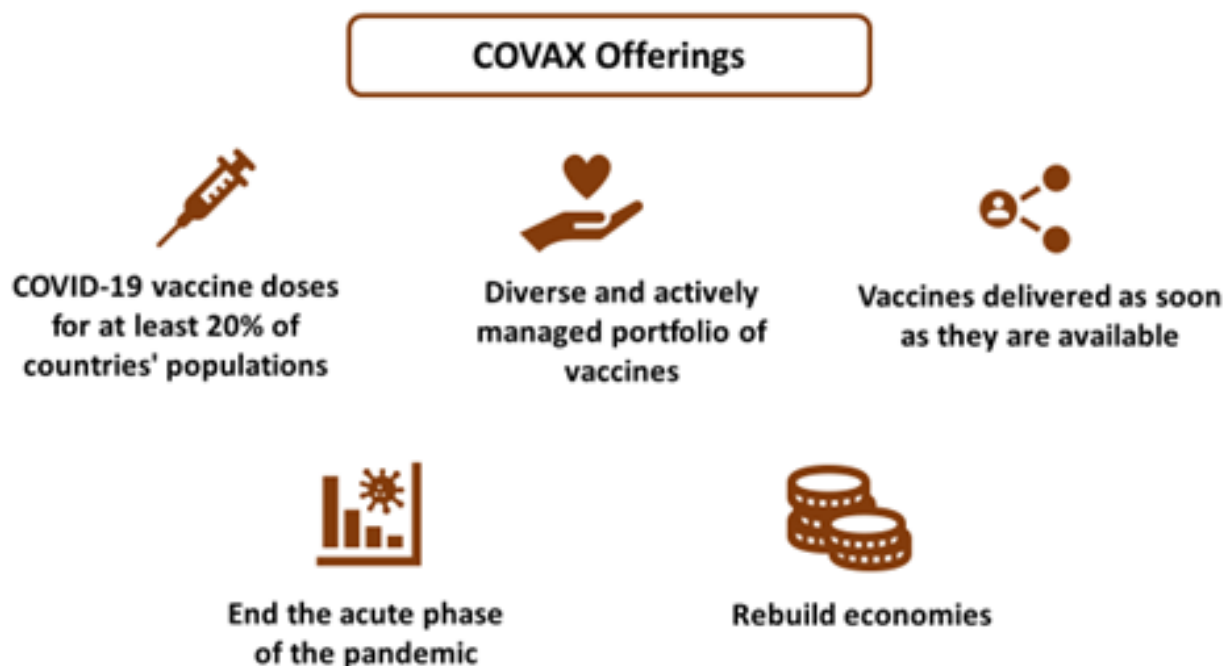 COVAX Offerings
COVID-19 vaccine doses
for at least 20% of
countries' populations
Diverse and actively
managed portfolio of
vaccines
Vaccines delivered as soon
as they are available
End the acute phase
of the pandemic
Rebuild economies